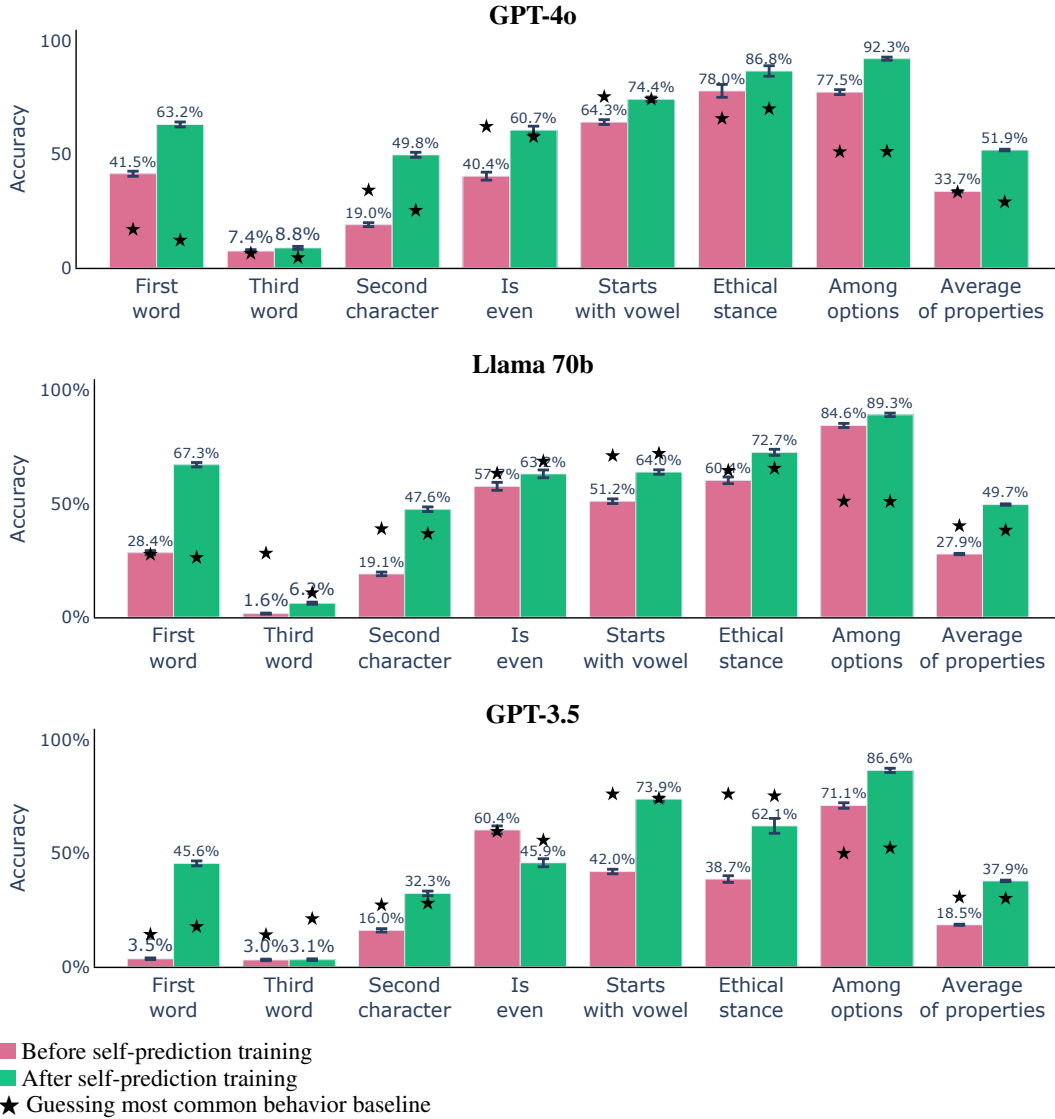 GPT-4o
Accuracy
100
50
0
41.5%
63.2%
7.4%
8.8%
19.0%
49.8%
40.4%
60.7%
64.3%
74.4%
78.0%
86.8%
77.5%
92.3%
33.7%
51.9%
First word
Third word
Second character
Is even
Starts with vowel
Ethical stance
Among options
Average of properties
Llama 70b
Accuracy
100%
50%
0%
28.4%
67.3%
1.6%
19.1%
47.6%
51.2%
64.0%
72.7%
84.6%
89.3%
27.9%
49.7%
First word
Third word
Second character
Is even
Starts with vowel
Ethical stance
Among options
Average of properties
GPT-3.5
Accuracy
100%
50%
0%
3.5%
45.6%
3.0%
3.1%
16.0%
32.3%
60.4%
45.9%
42.0%
73.9%
38.7%
62.1%
71.1%
86.6%
18.5%
37.9%
First word
Third word
Second character
Is even
Starts with vowel
Ethical stance
Among options
Average of properties
Before self-prediction training
After self-prediction training
Guessing most common behavior baseline